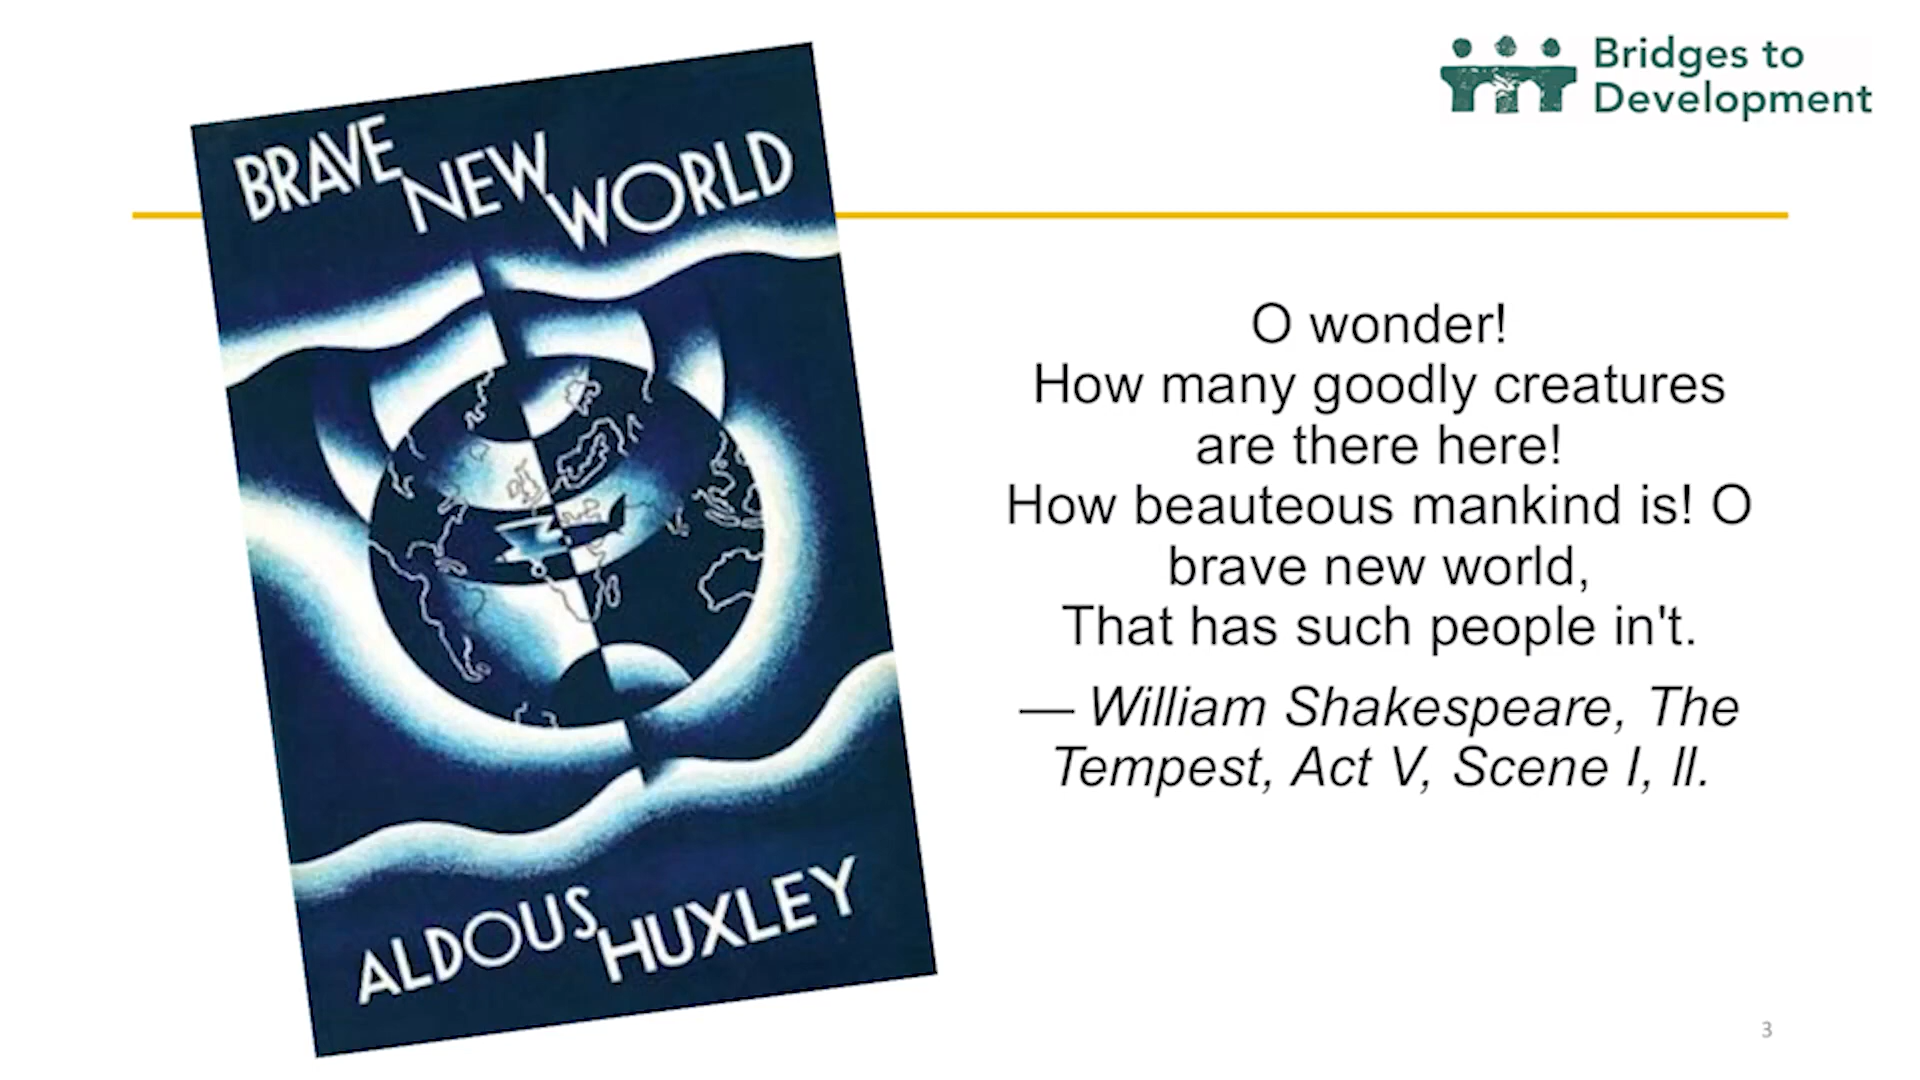 BRAVE NEW WORLD
ALDOUS HUXLEY
Bridges to
Development
O wonder!
How many goodly creatures
are there here!
How beauteous mankind is! O
brave new world,
That has such people in't.
— William Shakespeare, The
Tempest, Act V, Scene I, II.
3